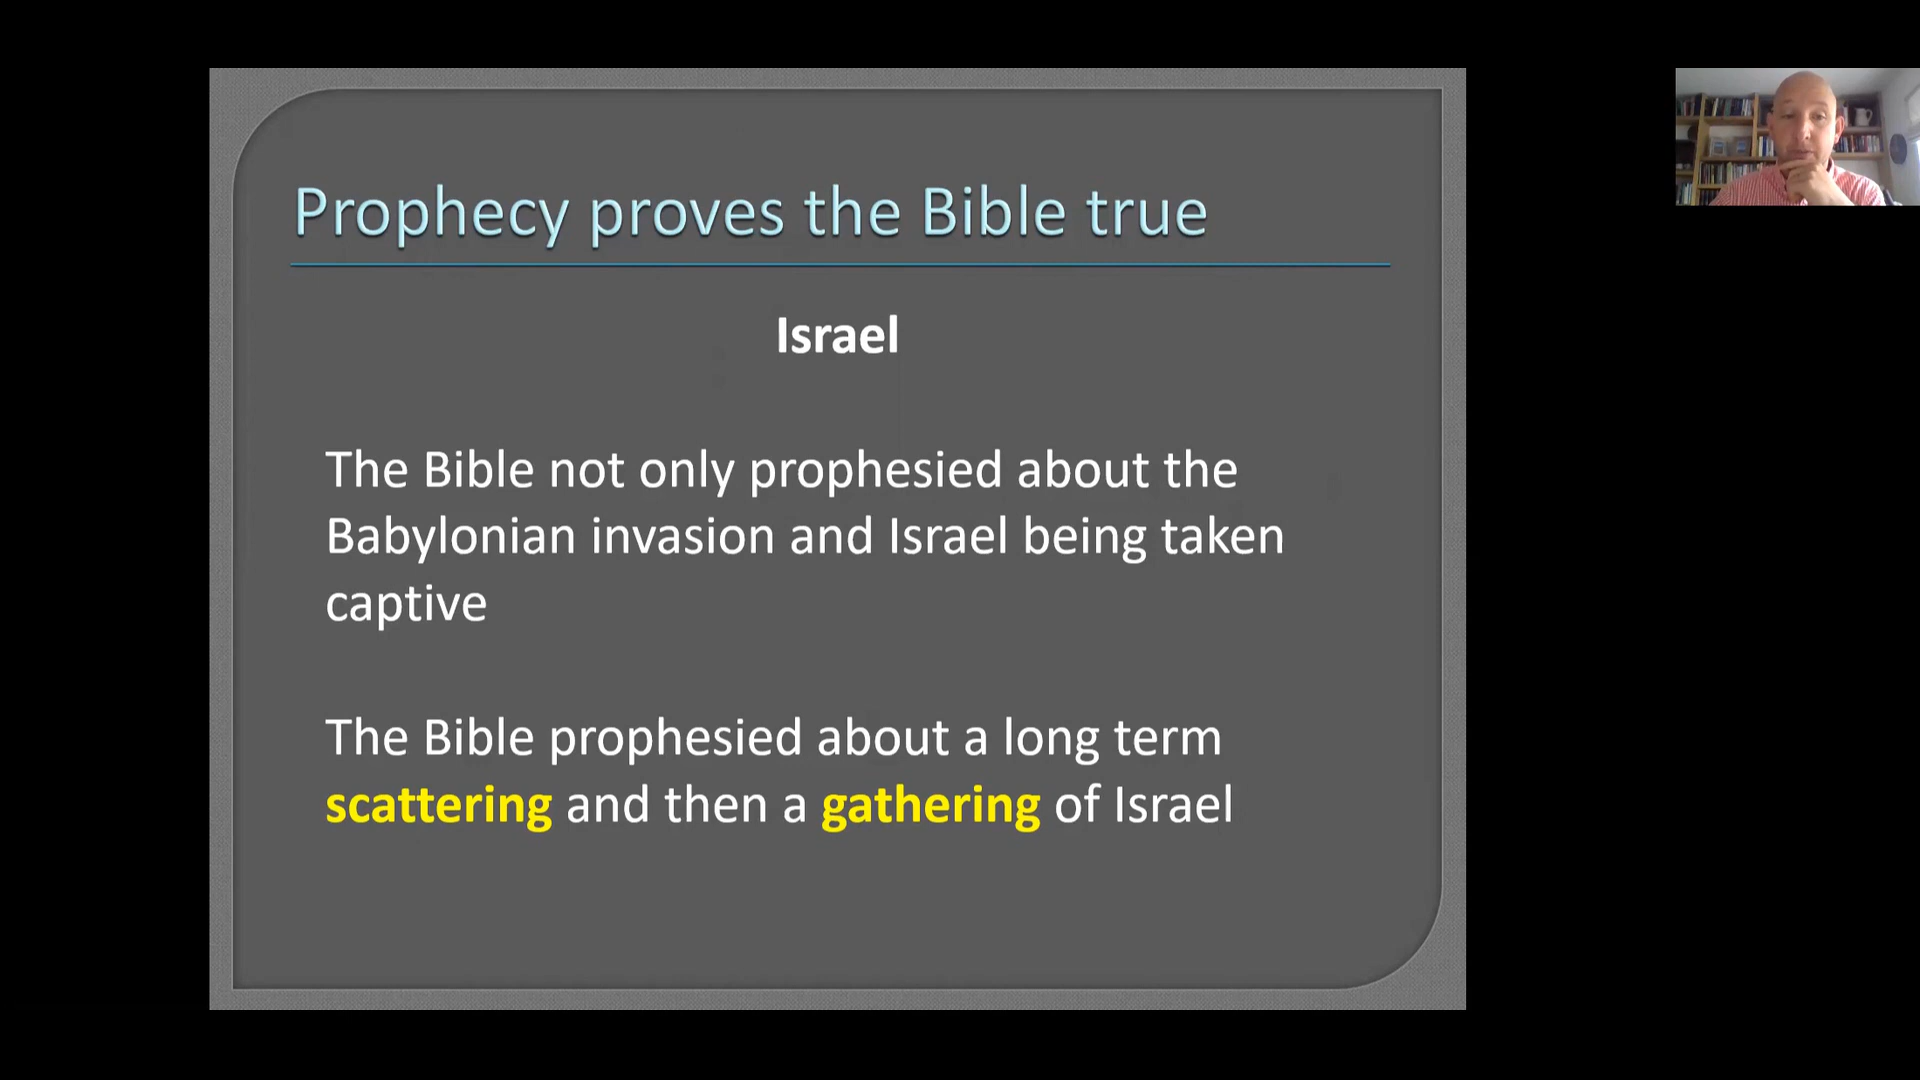 Prophecy proves the Bible true
Israel
The Bible not only prophesied about the
Babylonian invasion and Israel being taken
captive
The Bible prophesied about a long term
scattering and then a gathering of Israel